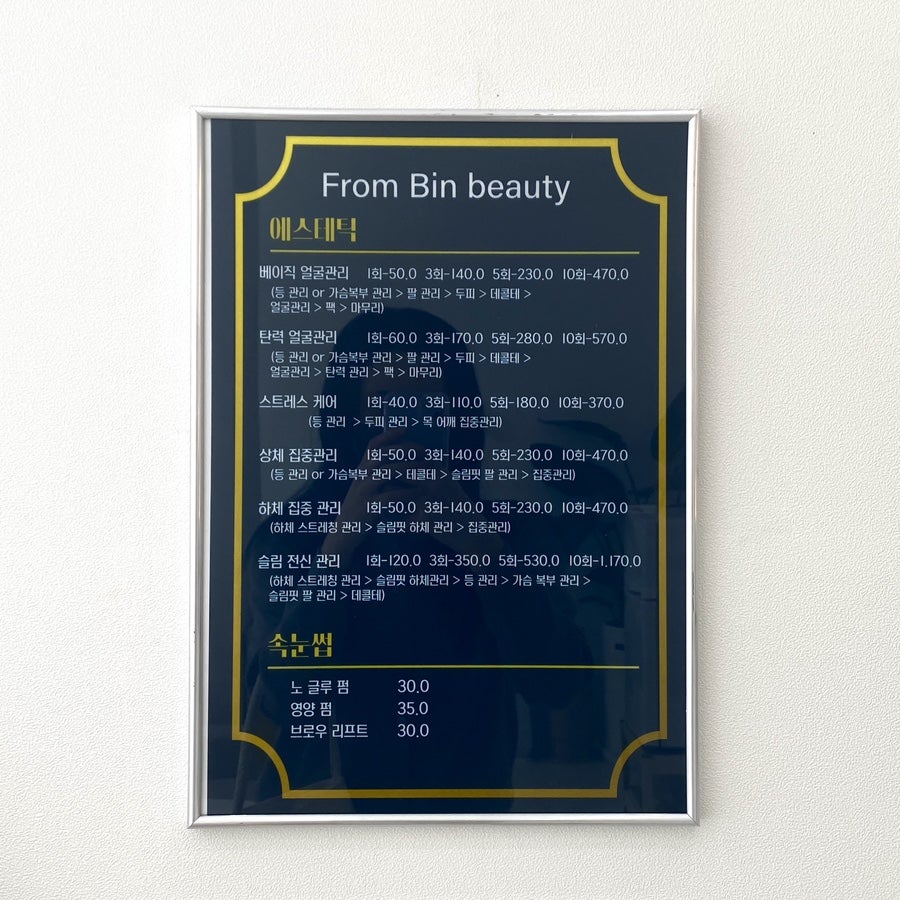 From Bin beauty
에스테틱
베이직 얼굴관리 1회-50.0 3회-140.0 5회-230.0 10회-470.0
(등 관리 or 가슴복부 관리 > 팔 관리 > 두피 > 데콜테 >
얼굴관리 > 팩 > 마무리)
탄력 얼굴관리 1회-60.0 3회-170.0 5회-280.0 10회-570.0
(등 관리 or 가슴복부 관리 > 팔 관리 > 두피 > 데콜테 >
얼굴관리 > 탄력 관리 > 팩 > 마무리)
스트레스 케어 1회-40.0 3회-110.0 5회-180.0 10회-370.0
(등 관리 > 두피 관리 > 목 어깨 집중관리)
상체 집중관리 1회-50.0 3회-140.0 5회-230.0 10회-470.0
(등 관리 or 가슴복부 관리 > 테콜테 > 슬림핏 팔 관리 > 집중관리)
하체 집중 관리 1회-50.0 3회-140.0 5회-230.0 10회-470.0
(하체 스트레칭 관리 > 슬림핏 하체 관리 > 집중관리)
슬림 전신 관리 1회-120.0 3회-350.0 5회-530.0 10회-1.170.0
(하체 스트레칭 관리 > 슬림핏 하체관리 > 등 관리 > 가슴 복부 관리 >
슬림핏 팔 관리 > 데콜테)
속눈썹
노 글루 펌 30.0
영양 펌 35.0
브로우 리프트 30.0